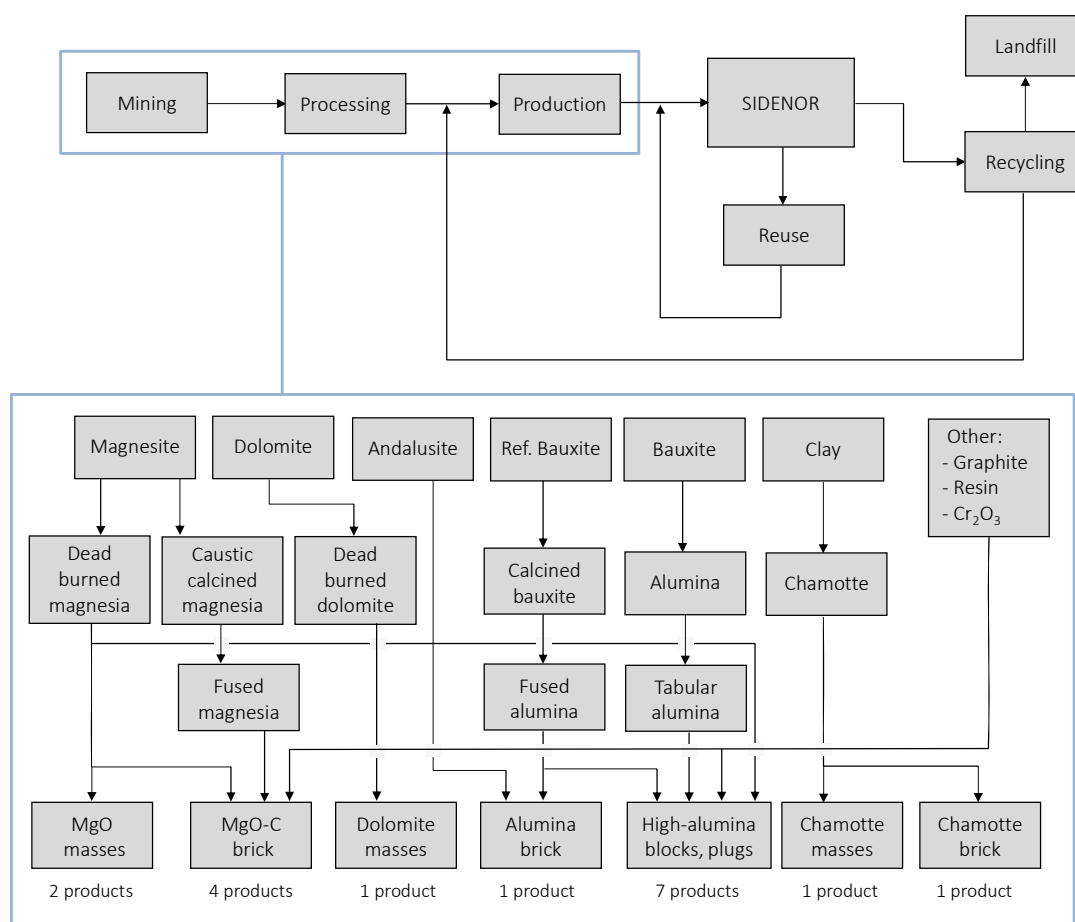 Landfill
Mining
Processing
Production
SIDENOR
Recycling
Reuse
Magnesite
Dolomite
Andalusite
Ref. Bauxite
Bauxite
Clay
Other:
- Graphite
- Resin
- Cr₂O₃
Dead
burned
magnesia
Caustic
calcined
magnesia
Dead
burned
dolomite
Calcined
bauxite
Alumina
Chamotte
Fused
magnesia
Fused
alumina
Tabular
alumina
MgO
masses
MgO-C
brick
Dolomite
masses
Alumina
brick
High-alumina
blocks, plugs
Chamotte
masses
Chamotte
brick
2 products
4 products
1 product
1 product
7 products
1 product
1 product